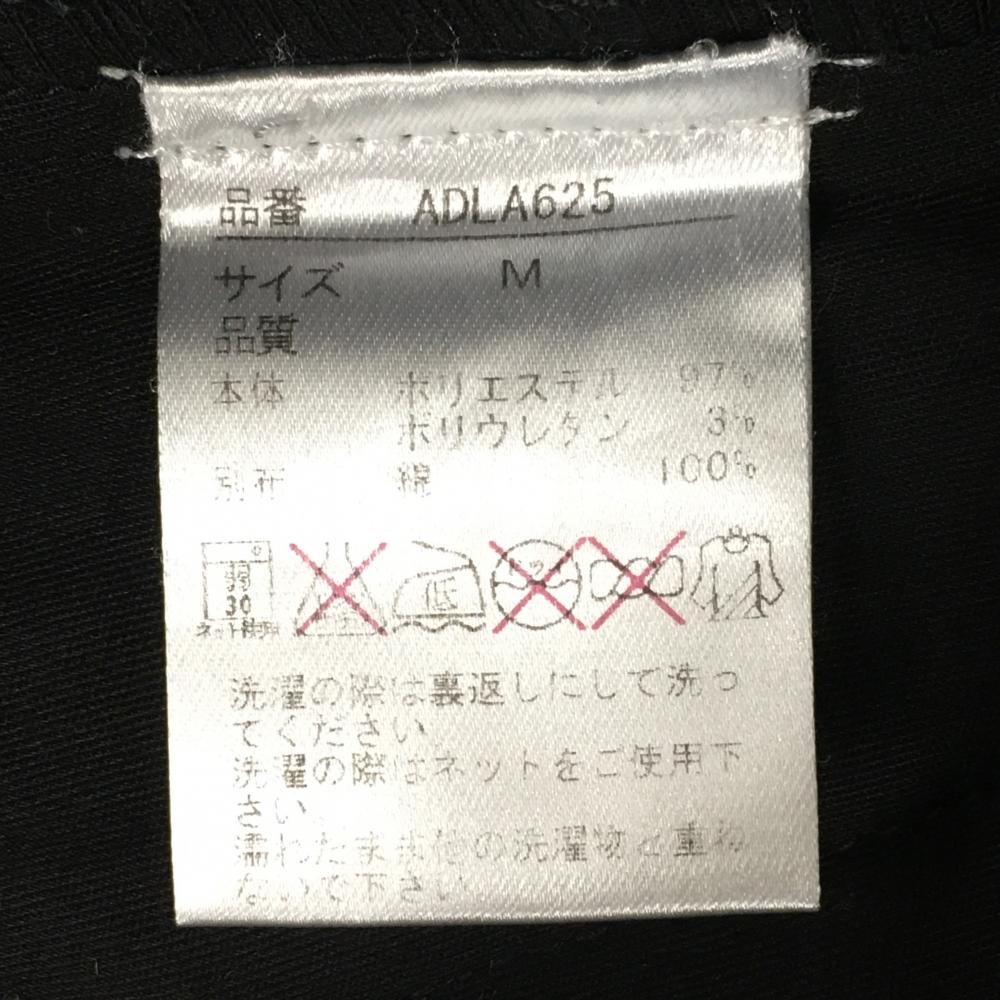 品番 ADLA625
サイズ M
品質
本体 ポリエステル 97%
ポリウレタン 3%
別布 綿 100%
弱
30
ネット使用
低
洗濯の際は裏返しにして洗っ
てください
洗濯の際はネットをご使用下
さい
濡れたまま他の洗濯物と重ね
ないで下さい